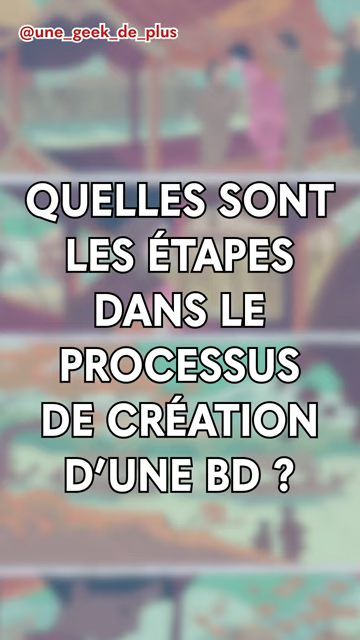 @une_geek_de_plus
QUELLES SONT
LES ÉTAPES
DANS LE
PROCESSUS
DE CRÉATION
D’UNE BD ?